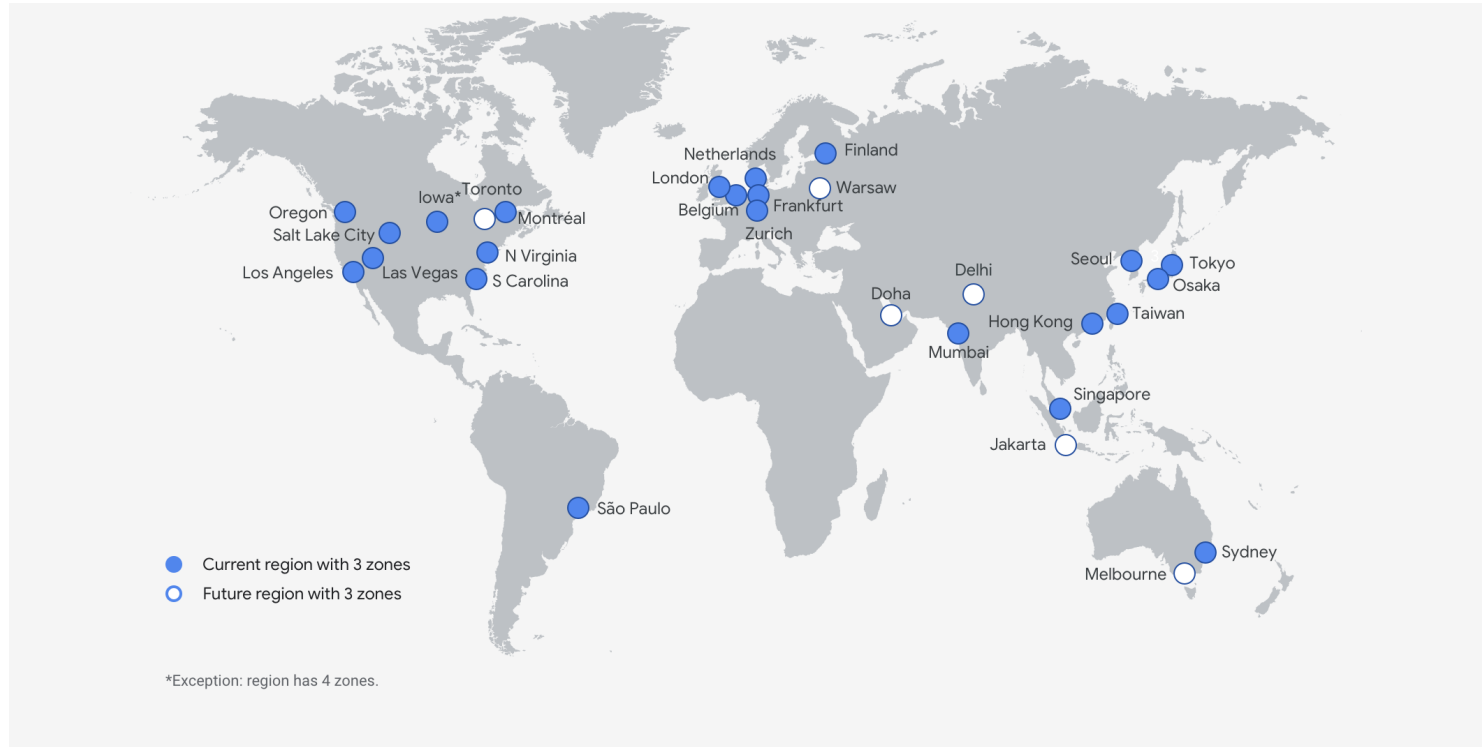 Netherlands
Finland
London
Warsaw
Iowa*
Toronto
Belgium
Frankfurt
Oregon
Montréal
Salt Lake City
Zurich
N Virginia
Los Angeles
Las Vegas
S Carolina
Seoul
Tokyo
Delhi
Osaka
Doha
Hong Kong
Taiwan
Mumbai
Singapore
Jakarta
São Paulo
Sydney
Melbourne
Current region with 3 zones
Future region with 3 zones
*Exception: region has 4 zones.